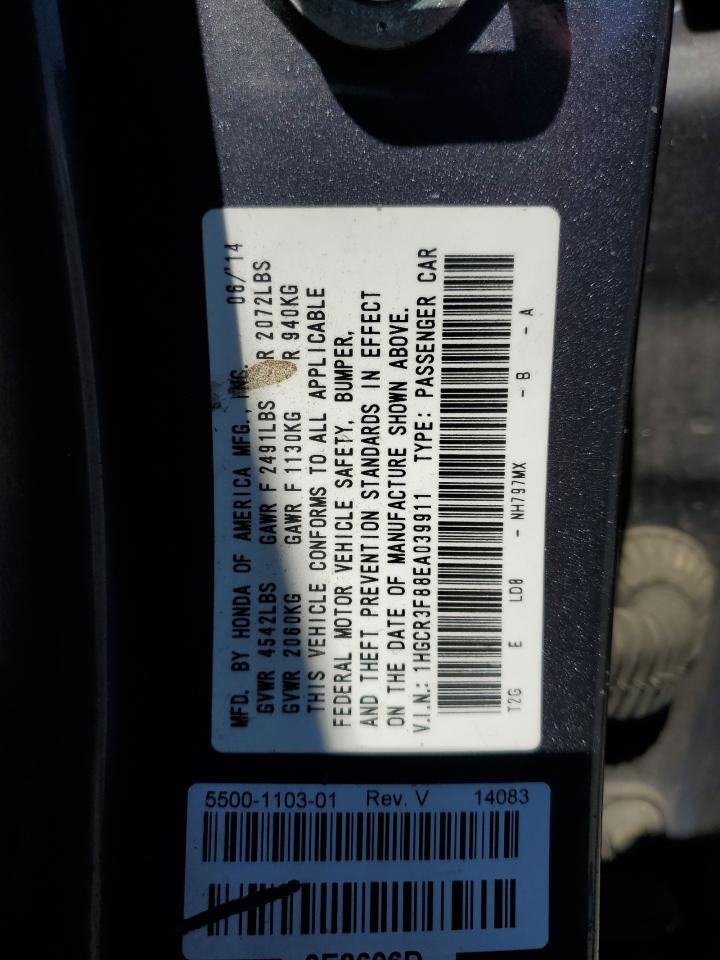 MFD. BY HONDA OF AMERICA MFG., INC. 06/'14
GVWR 4542LBS GAWR F 2491LBS R 2072LBS
GVWR 2060KG GAWR F 1130KG R 940KG
THIS VEHICLE CONFORMS TO ALL APPLICABLE
FEDERAL MOTOR VEHICLE SAFETY, BUMPER,
AND THEFT PREVENTION STANDARDS IN EFFECT
ON THE DATE OF MANUFACTURE SHOWN ABOVE.
V.I.N.: 1HGCR3F88EA039911 TYPE: PASSENGER CAR
T2G E LD8 - NH797MX - B - A
5500-1103-01 Rev. V 14083